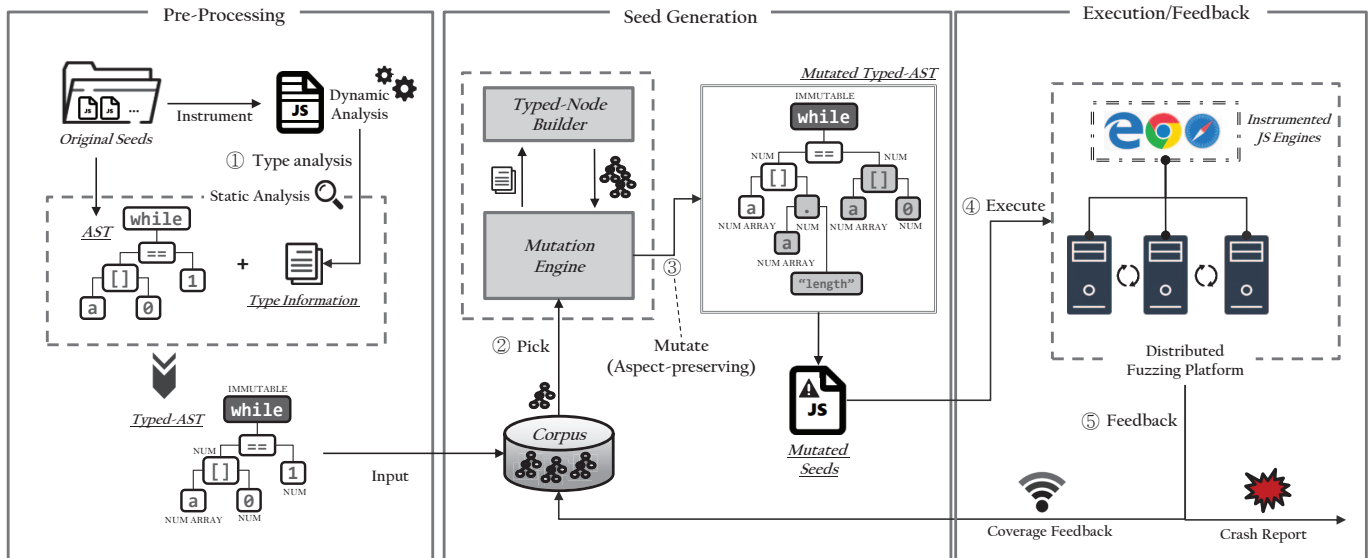 Pre-Processing
JS
JS
...
Original Seeds
Instrument
JS
Dynamic
Analysis
① Type analysis
Static Analysis
AST
while
==
[]
1
a
0
+
Type Information
Typed-AST
IMMUTABLE
while
==
NUM
[]
1
NUM
a
0
NUM ARRAY
NUM
Input
Seed Generation
Typed-Node
Builder
Mutation
Engine
② Pick
Corpus
③
Mutate
(Aspect-preserving)
Mutated Typed-AST
IMMUTABLE
while
==
NUM
NUM
[]
[]
a
.
a
0
NUM ARRAY
NUM
NUM ARRAY
NUM
a
NUM ARRAY
"length"
JS
Mutated
Seeds
Execution/Feedback
Instrumented
JS Engines
④ Execute
Distributed
Fuzzing Platform
⑤ Feedback
Coverage Feedback
Crash Report